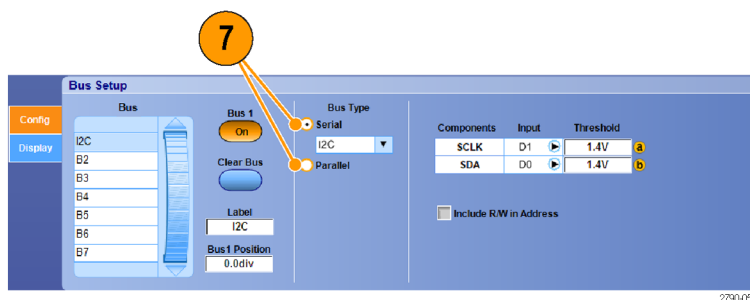 7
Bus Setup
Config
Display
Bus
I2C
B2
B3
B4
B5
B6
B7
Bus 1
On
Clear Bus
Label
I2C
Bus1 Position
0.0div
Bus Type
Serial
I2C
Parallel
Components Input Threshold
SCLK D1 1.4V a
SDA D0 1.4V b
Include R/W in Address